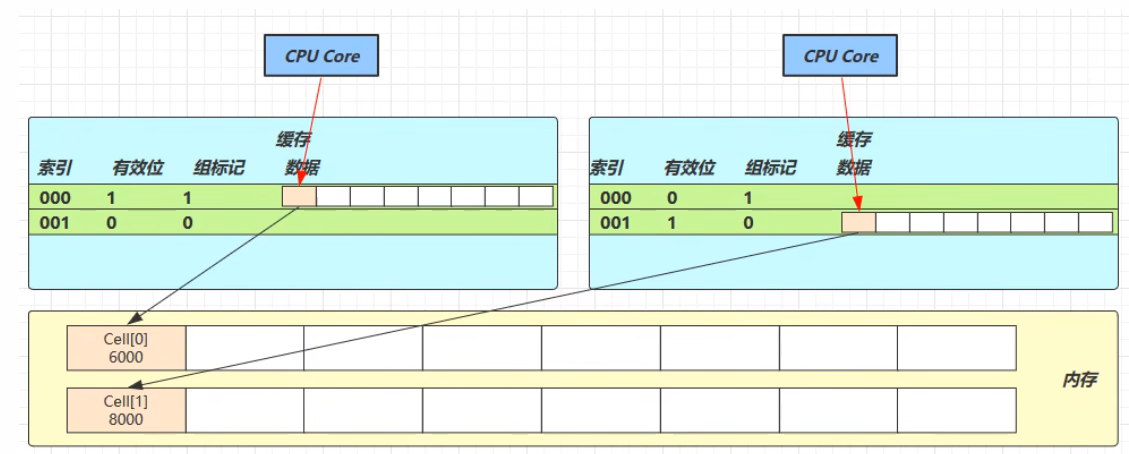 CPU Core
CPU Core
缓存
索引 有效位 组标记 数据
000 1 1
001 0 0
缓存
索引 有效位 组标记 数据
000 0 1
001 1 0
Cell[0]
6000
Cell[1]
8000
内存